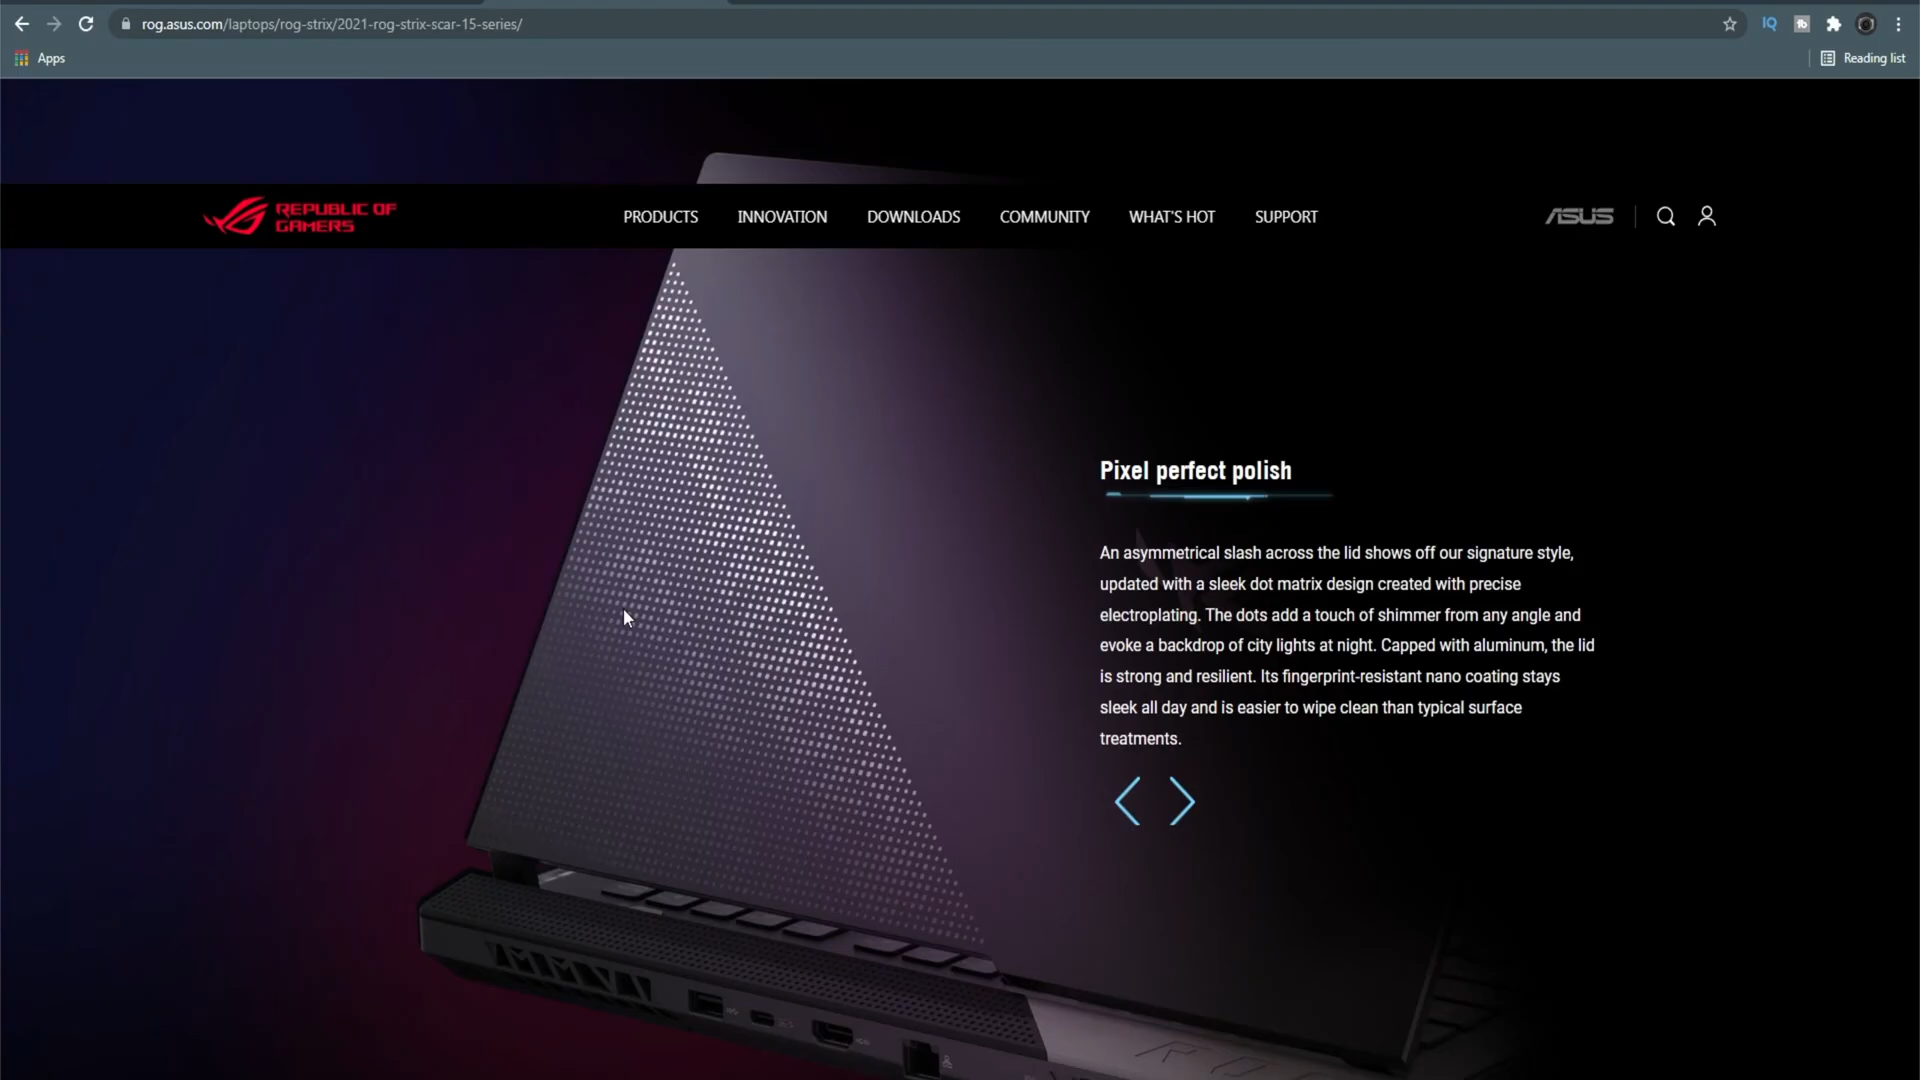 rog.asus.com/laptops/rog-strix/2021-rog-strix-scar-15-series/
IQ
Apps
Reading list
REPUBLIC OF
GAMERS
PRODUCTS
INNOVATION
DOWNLOADS
COMMUNITY
WHAT'S HOT
SUPPORT
ASUS
Pixel perfect polish
An asymmetrical slash across the lid shows off our signature style,
updated with a sleek dot matrix design created with precise
electroplating. The dots add a touch of shimmer from any angle and
evoke a backdrop of city lights at night. Capped with aluminum, the lid
is strong and resilient. Its fingerprint-resistant nano coating stays
sleek all day and is easier to wipe clean than typical surface
treatments.